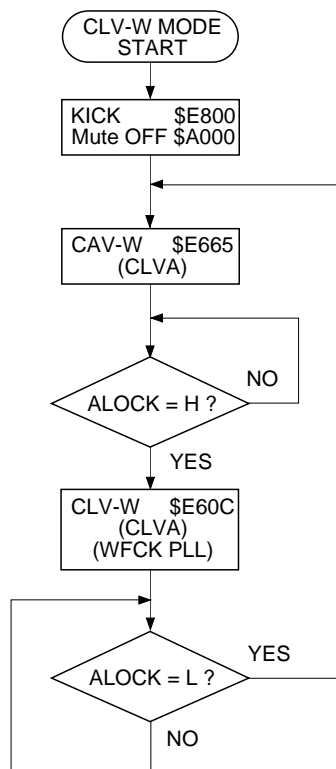 CLV-W MODE
START
KICK $E800
Mute OFF $A000
CAV-W $E665
(CLVA)
NO
ALOCK = H ?
YES
CLV-W $E60C
(CLVA)
(WFCK PLL)
YES
ALOCK = L ?
NO